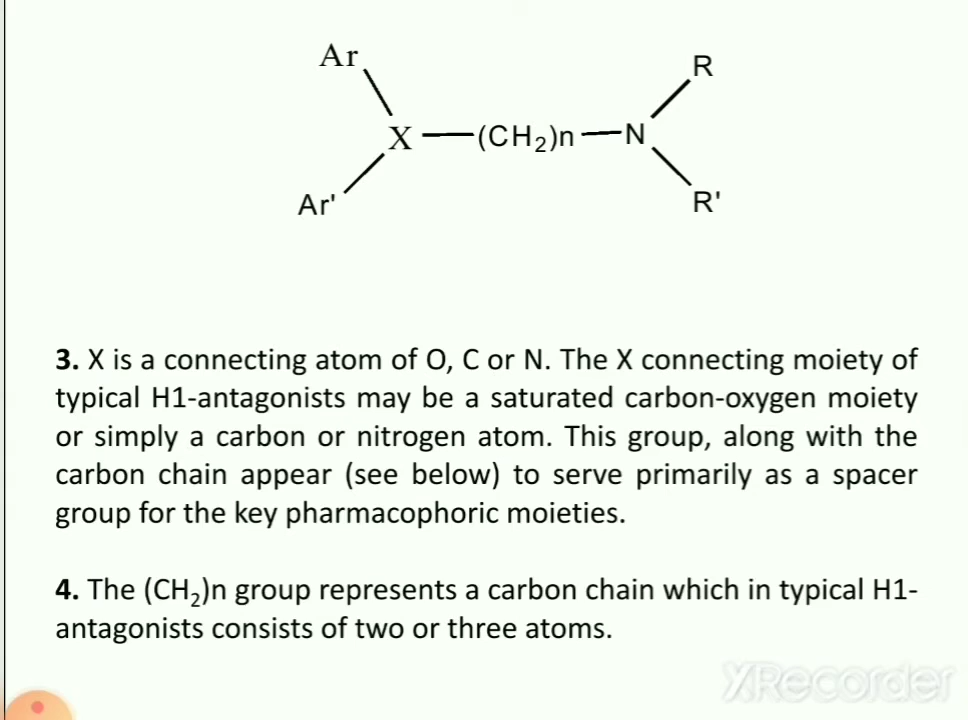 Ar
R
X—(CH₂)n—N
Ar'
R'
3. X is a connecting atom of O, C or N. The X connecting moiety of
typical H1-antagonists may be a saturated carbon-oxygen moiety
or simply a carbon or nitrogen atom. This group, along with the
carbon chain appear (see below) to serve primarily as a spacer
group for the key pharmacophoric moieties.
4. The (CH₂)n group represents a carbon chain which in typical H1-
antagonists consists of two or three atoms.
XRecorder